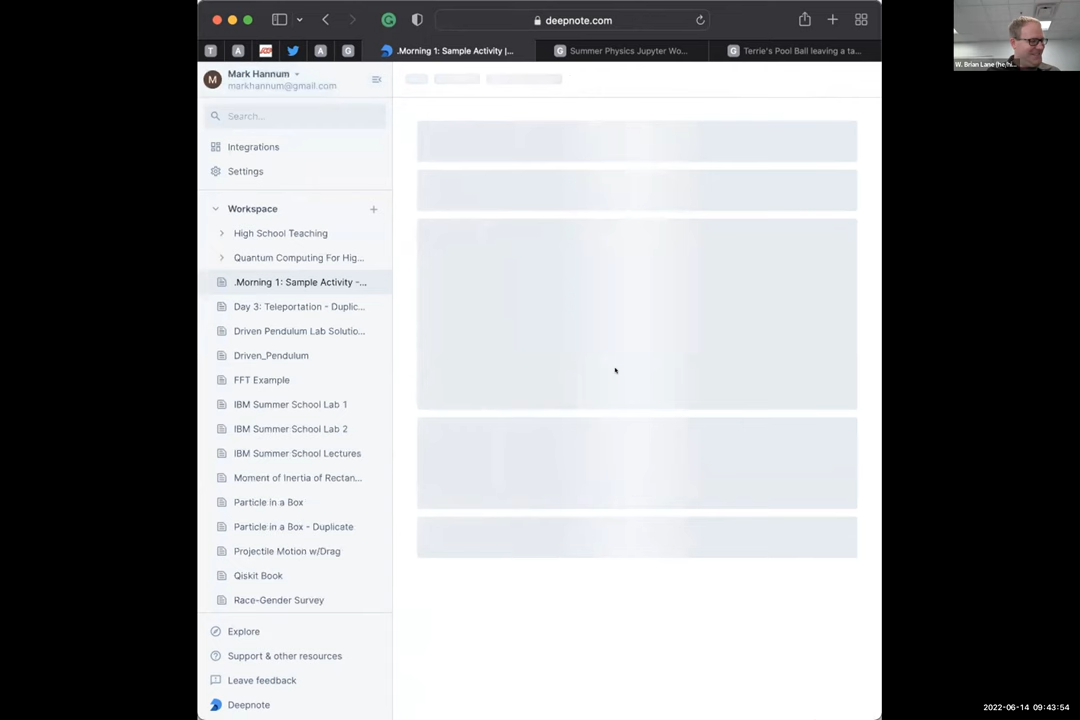 deepnote.com
T
A
A
G
.Morning 1: Sample Activity |...
G
Summer Physics Jupyter Wo...
G
Terrie's Pool Ball leaving a ta...
M
Mark Hannum
markhannum@gmail.com
Search...
Integrations
Settings
Workspace
High School Teaching
Quantum Computing For Hig...
.Morning 1: Sample Activity -...
Day 3: Teleportation - Duplic...
Driven Pendulum Lab Solutio...
Driven_Pendulum
FFT Example
IBM Summer School Lab 1
IBM Summer School Lab 2
IBM Summer School Lectures
Moment of Inertia of Rectan...
Particle in a Box
Particle in a Box - Duplicate
Projectile Motion w/Drag
Qiskit Book
Race-Gender Survey
Explore
Support & other resources
Leave feedback
Deepnote
W. Brian Lane (he/hi...
2022-06-14 09:43:54